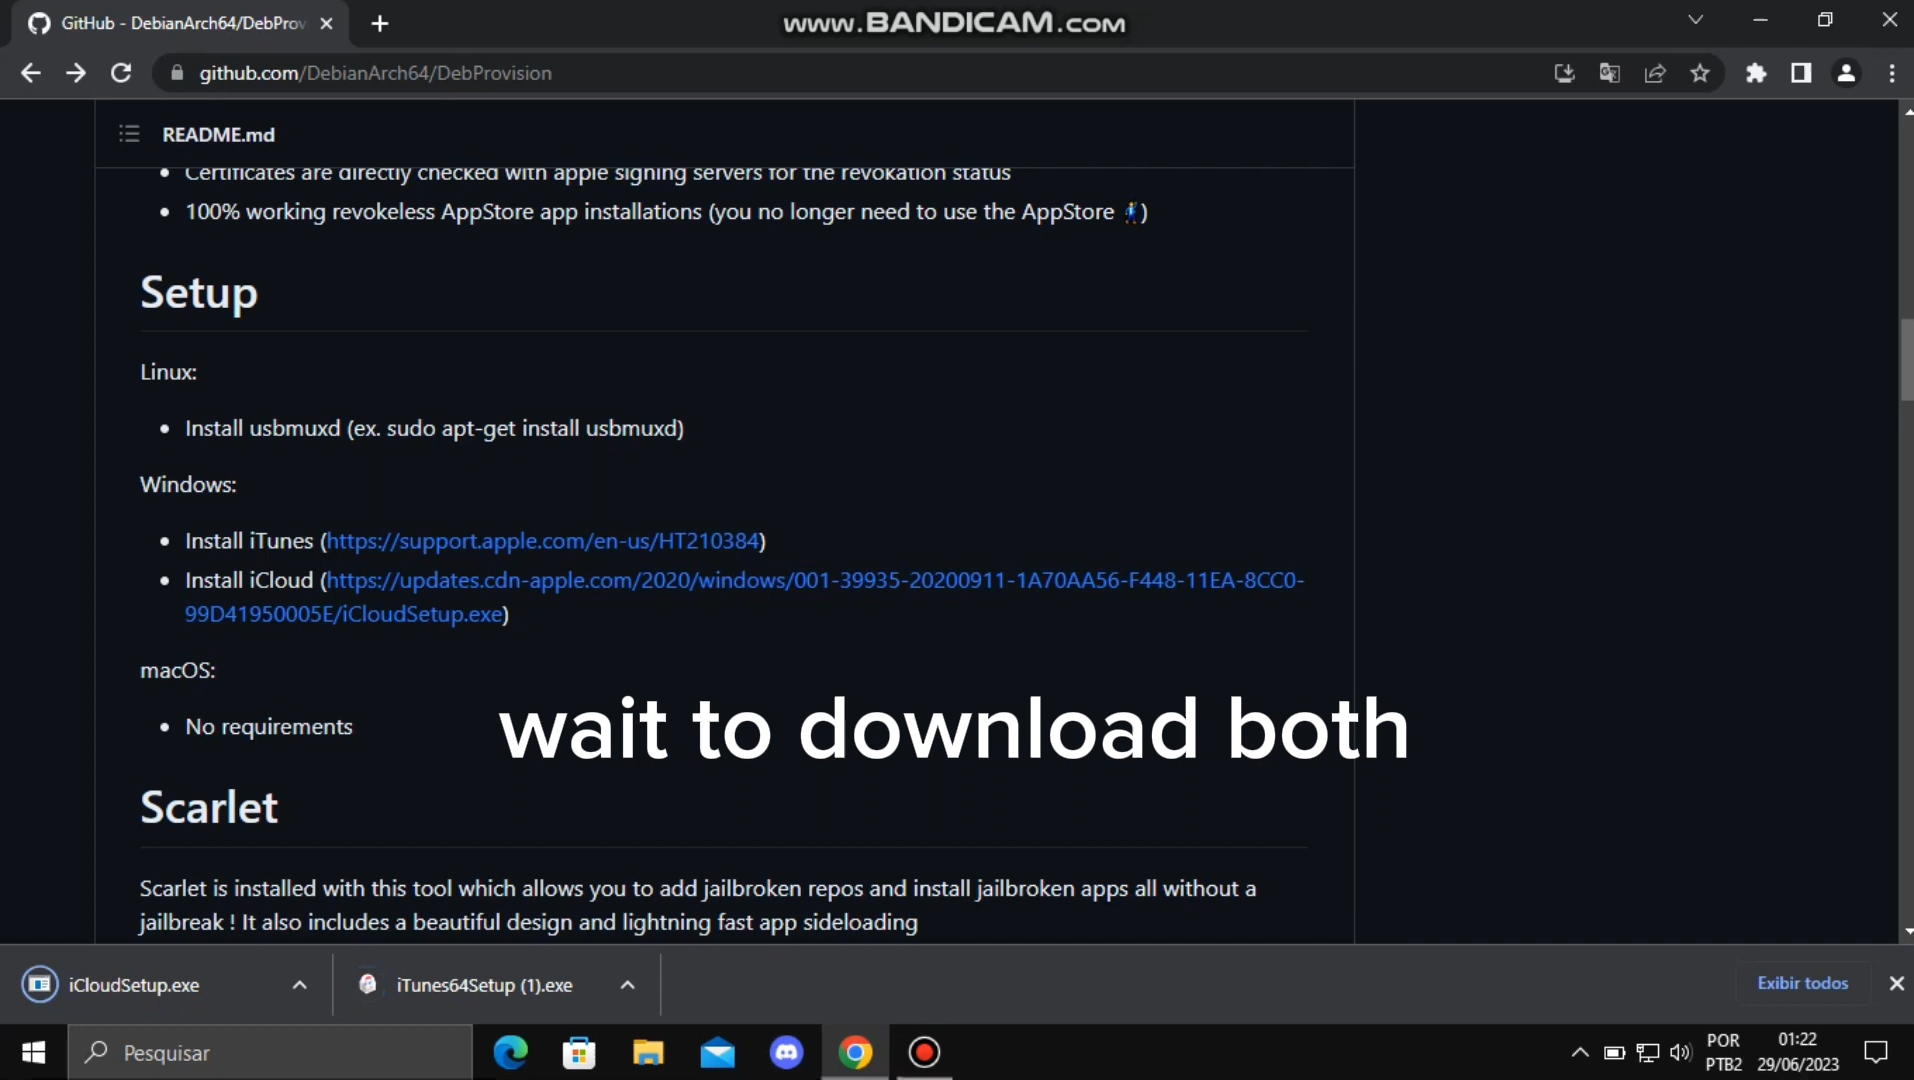 GitHub - DebianArch64/DebProv
www.BANDICAM.com
github.com/DebianArch64/DebProvision
README.md
Certificates are directly checked with apple signing servers for the revokation status
100% working revokeless AppStore app installations (you no longer need to use the AppStore 🕺)
Setup
Linux:
Install usbmuxd (ex. sudo apt-get install usbmuxd)
Windows:
Install iTunes (https://support.apple.com/en-us/HT210384)
Install iCloud (https://updates.cdn-apple.com/2020/windows/001-39935-20200911-1A70AA56-F448-11EA-8CC0-
99D41950005E/iCloudSetup.exe)
macOS:
No requirements
wait to download both
Scarlet
Scarlet is installed with this tool which allows you to add jailbroken repos and install jailbroken apps all without a
jailbreak ! It also includes a beautiful design and lightning fast app sideloading
iCloudSetup.exe
iTunes64Setup (1).exe
Exibir todos
Pesquisar
POR
PTB2
01:22
29/06/2023